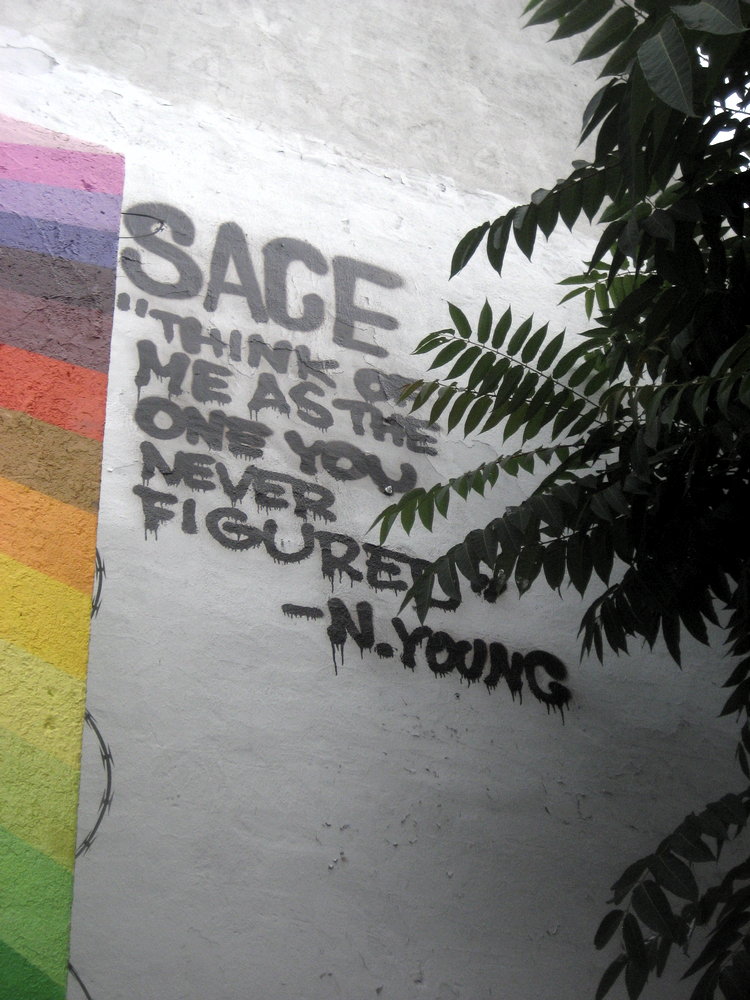 SACE
"THINK OF
ME AS THE
ONE YOU
NEVER
FIGURED"
-N.YOUNG